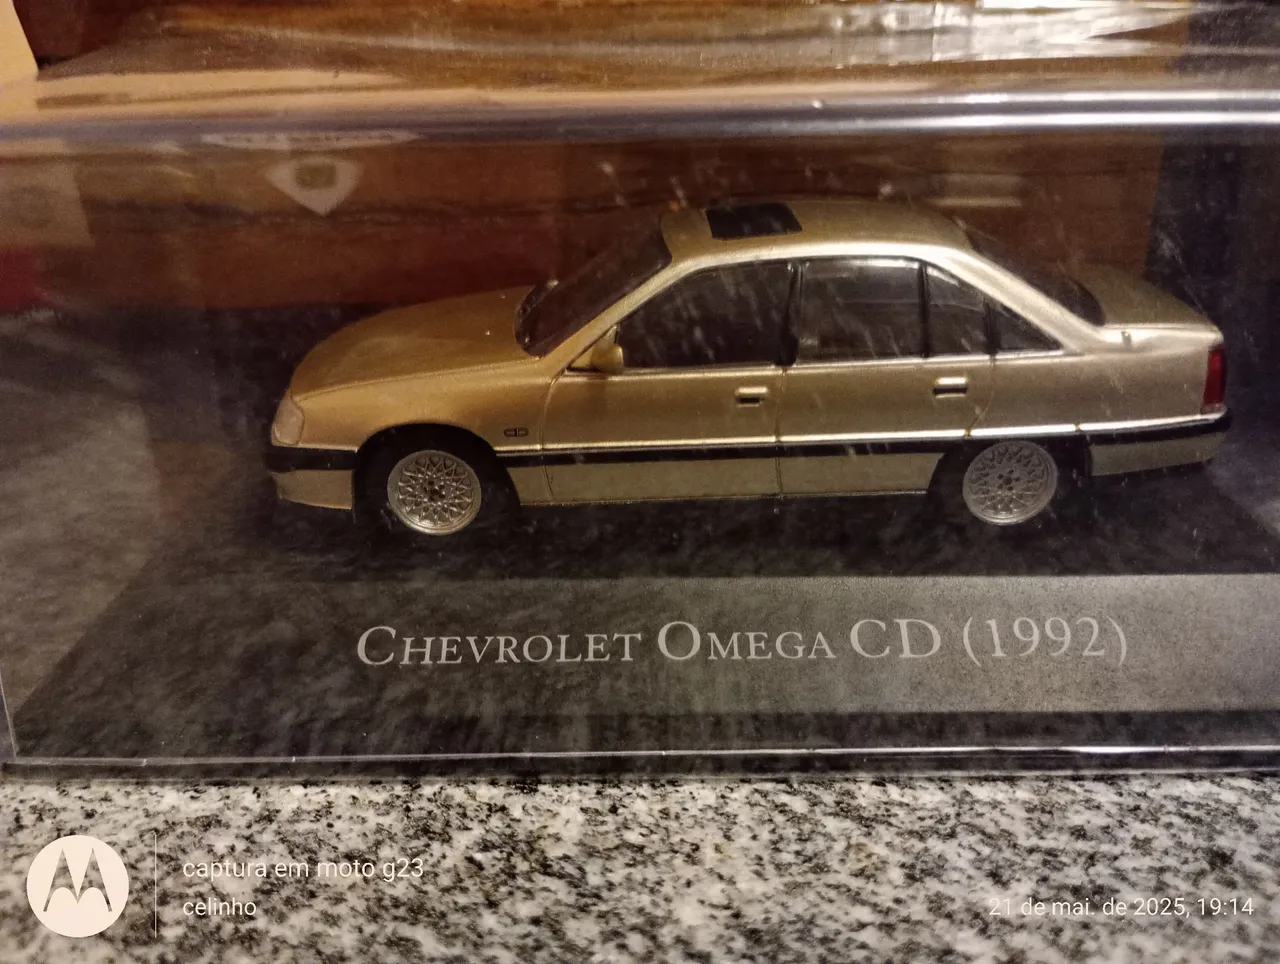 CHEVROLET OMEGA CD (1992)
captura em moto g23
celinho
21 de mai. de 2025, 19:14